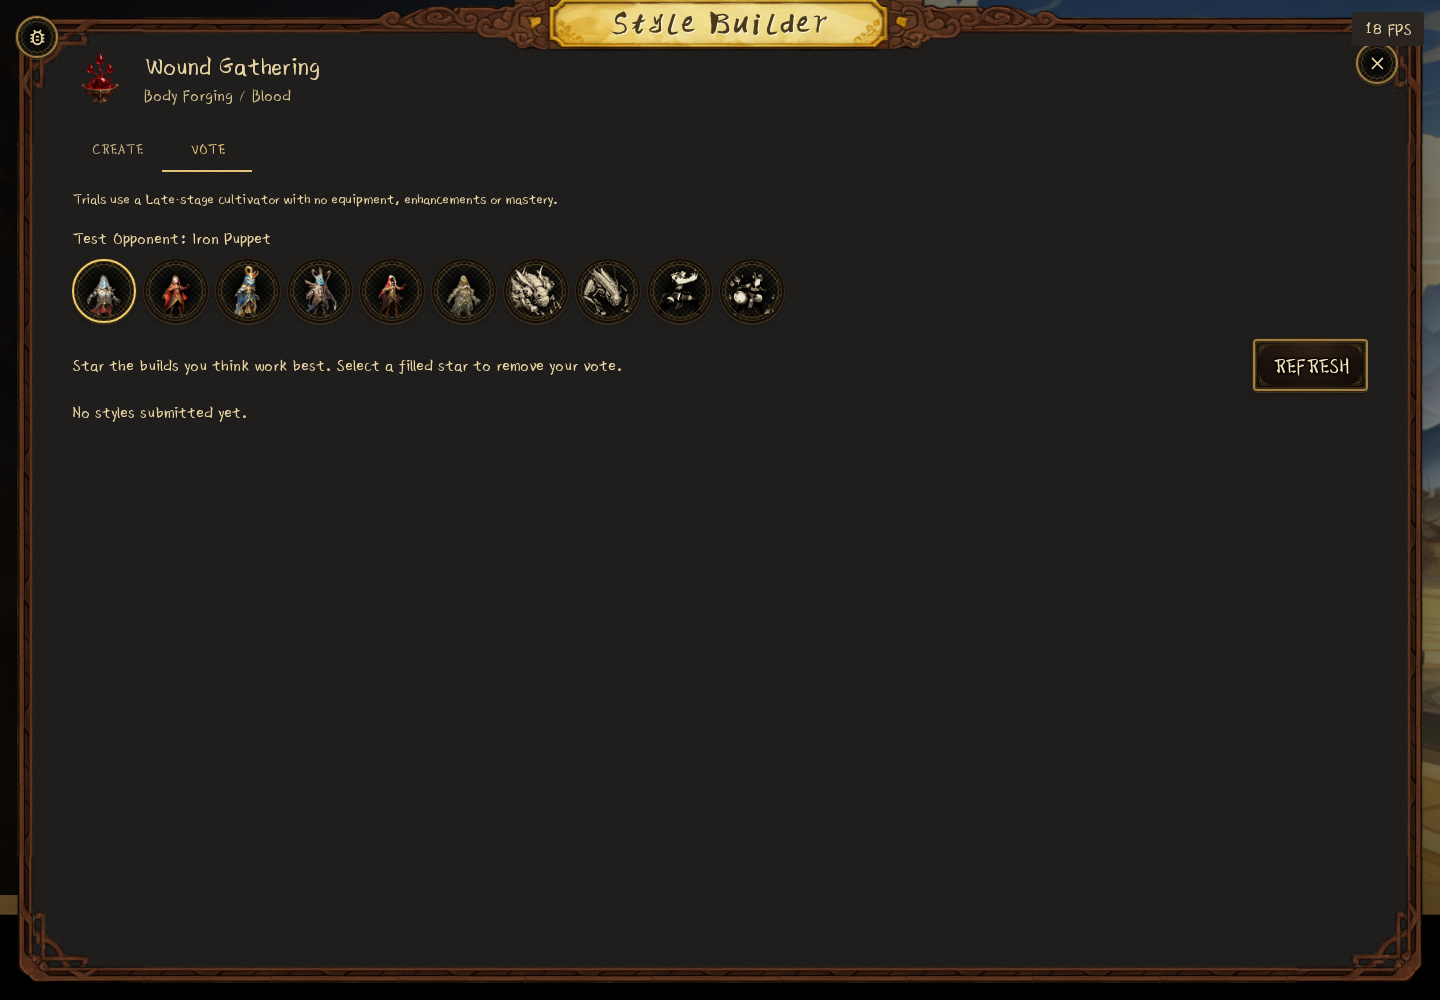 Style Builder
18 FPS
Wound Gathering
Body Forging / Blood
CREATE
VOTE
Trials use a Late-stage cultivator with no equipment, enhancements or mastery.
Test Opponent: Iron Puppet
Star the builds you think work best. Select a filled star to remove your vote.
REFRESH
No styles submitted yet.